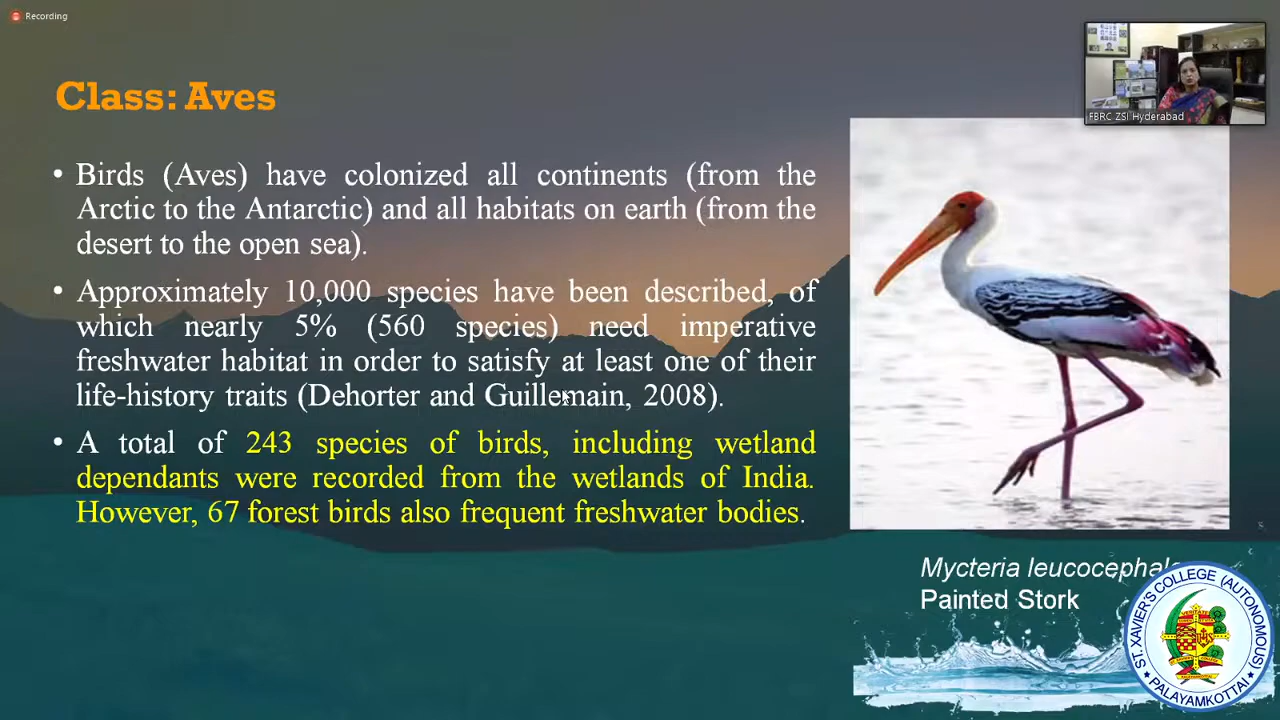 Recording
FBRC ZSI Hyderabad
Class: Aves
• Birds (Aves) have colonized all continents (from the
Arctic to the Antarctic) and all habitats on earth (from the
desert to the open sea).
• Approximately 10,000 species have been described, of
which nearly 5% (560 species) need imperative
freshwater habitat in order to satisfy at least one of their
life-history traits (Dehorter and Guillemain, 2008).
• A total of 243 species of birds, including wetland
dependants were recorded from the wetlands of India.
However, 67 forest birds also frequent freshwater bodies.
Mycteria leucocephala
Painted Stork
ST. XAVIER'S COLLEGE (AUTONOMOUS)
PALAYAMKOTTAI